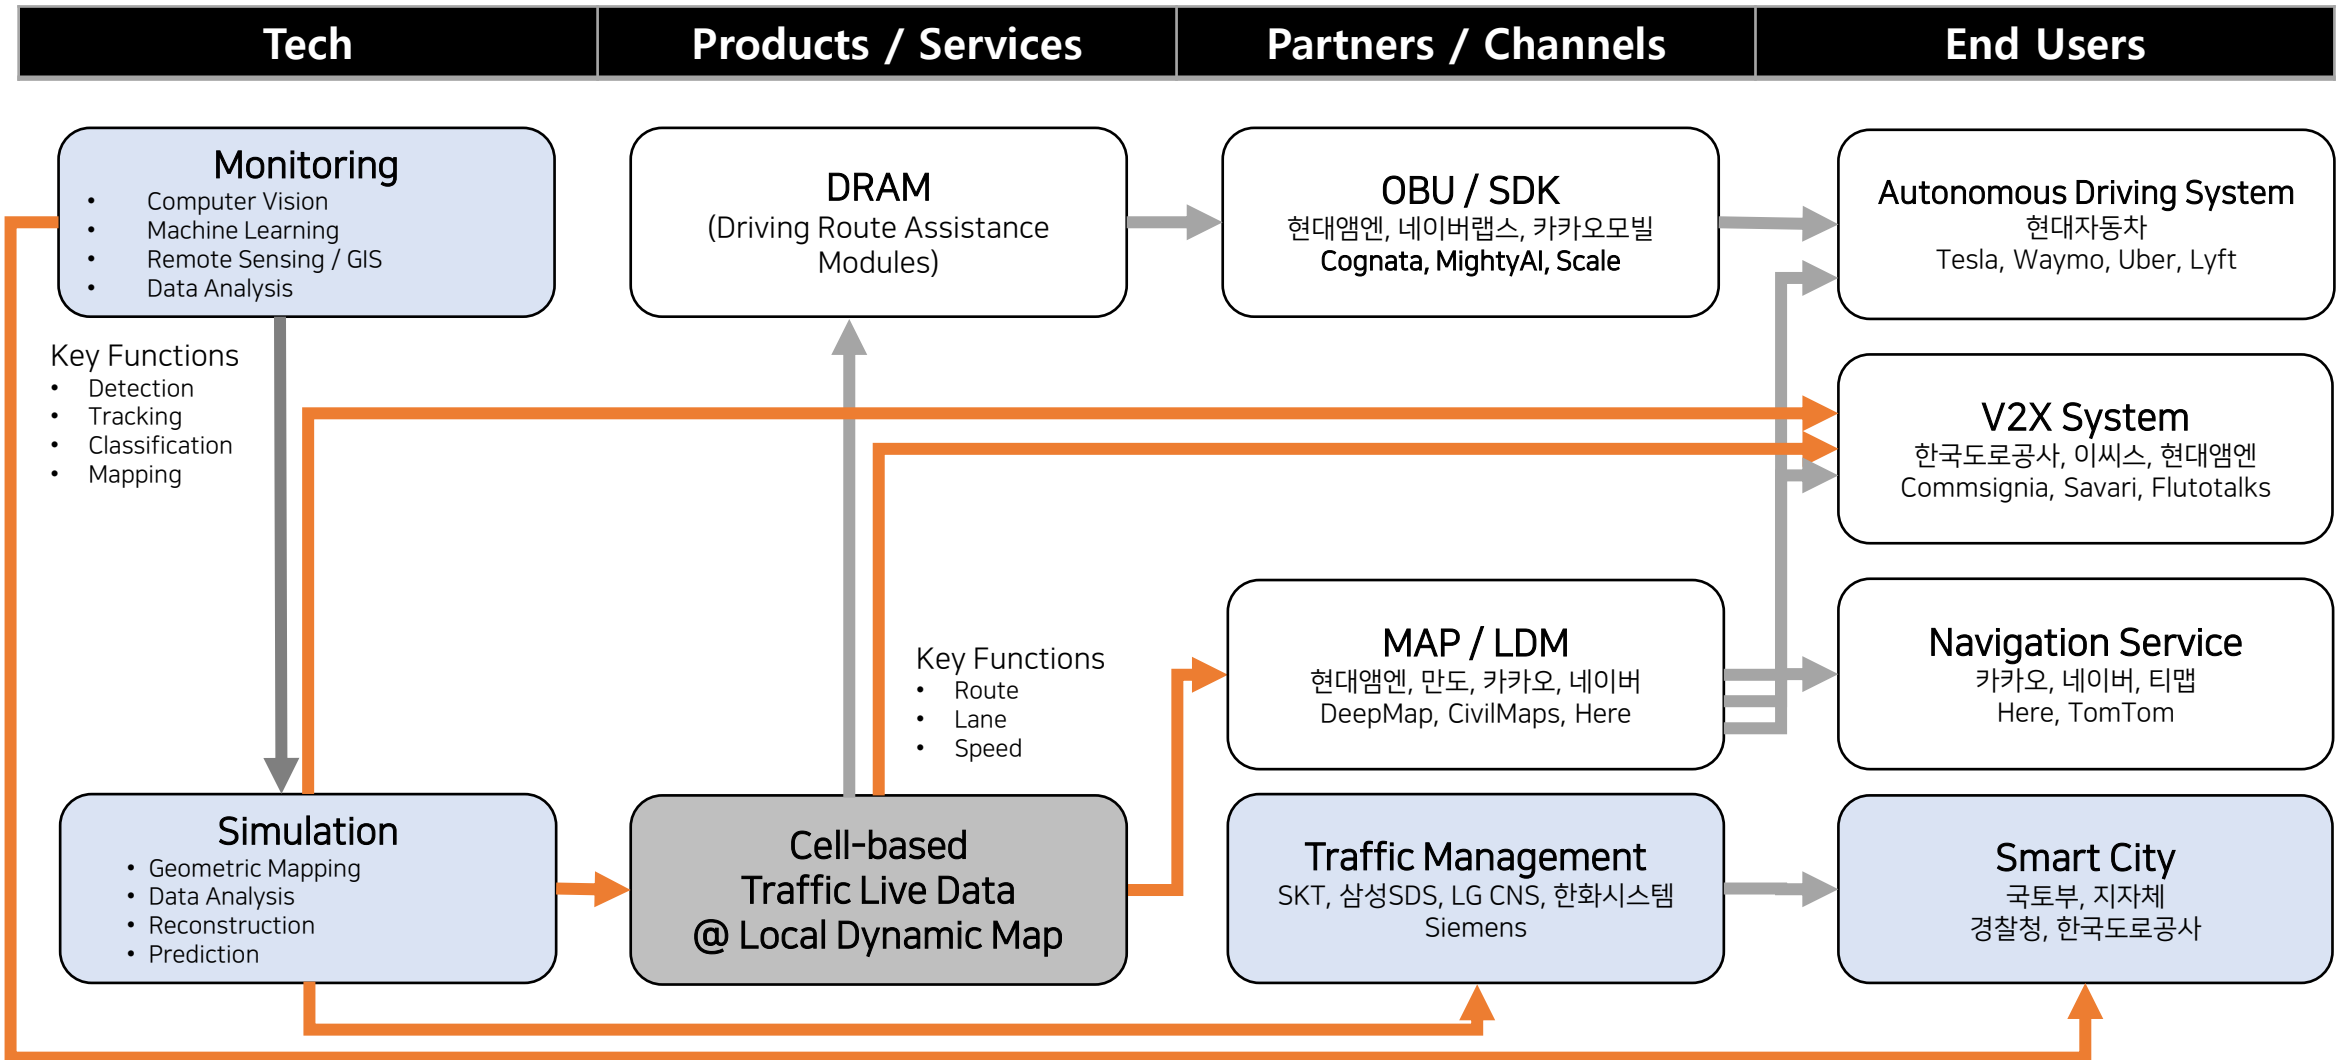 Tech
Products / Services
Partners / Channels
End Users
Monitoring
• Computer Vision
• Machine Learning
• Remote Sensing / GIS
• Data Analysis
Key Functions
• Detection
• Tracking
• Classification
• Mapping
Simulation
• Geometric Mapping
• Data Analysis
• Reconstruction
• Prediction
DRAM
(Driving Route Assistance
Modules)
Key Functions
• Route
• Lane
• Speed
Cell-based
Traffic Live Data
@ Local Dynamic Map
OBU / SDK
현대앰엔, 네이버랩스, 카카오모빌
Cognata, MightyAI, Scale
MAP / LDM
현대앰엔, 만도, 카카오, 네이버
DeepMap, CivilMaps, Here
Traffic Management
SKT, 삼성SDS, LG CNS, 한화시스템
Siemens
Autonomous Driving System
현대자동차
Tesla, Waymo, Uber, Lyft
V2X System
한국도로공사, 이씨스, 현대앰엔
Commsignia, Savari, Flutotalks
Navigation Service
카카오, 네이버, 티맵
Here, TomTom
Smart City
국토부, 지자체
경찰청, 한국도로공사